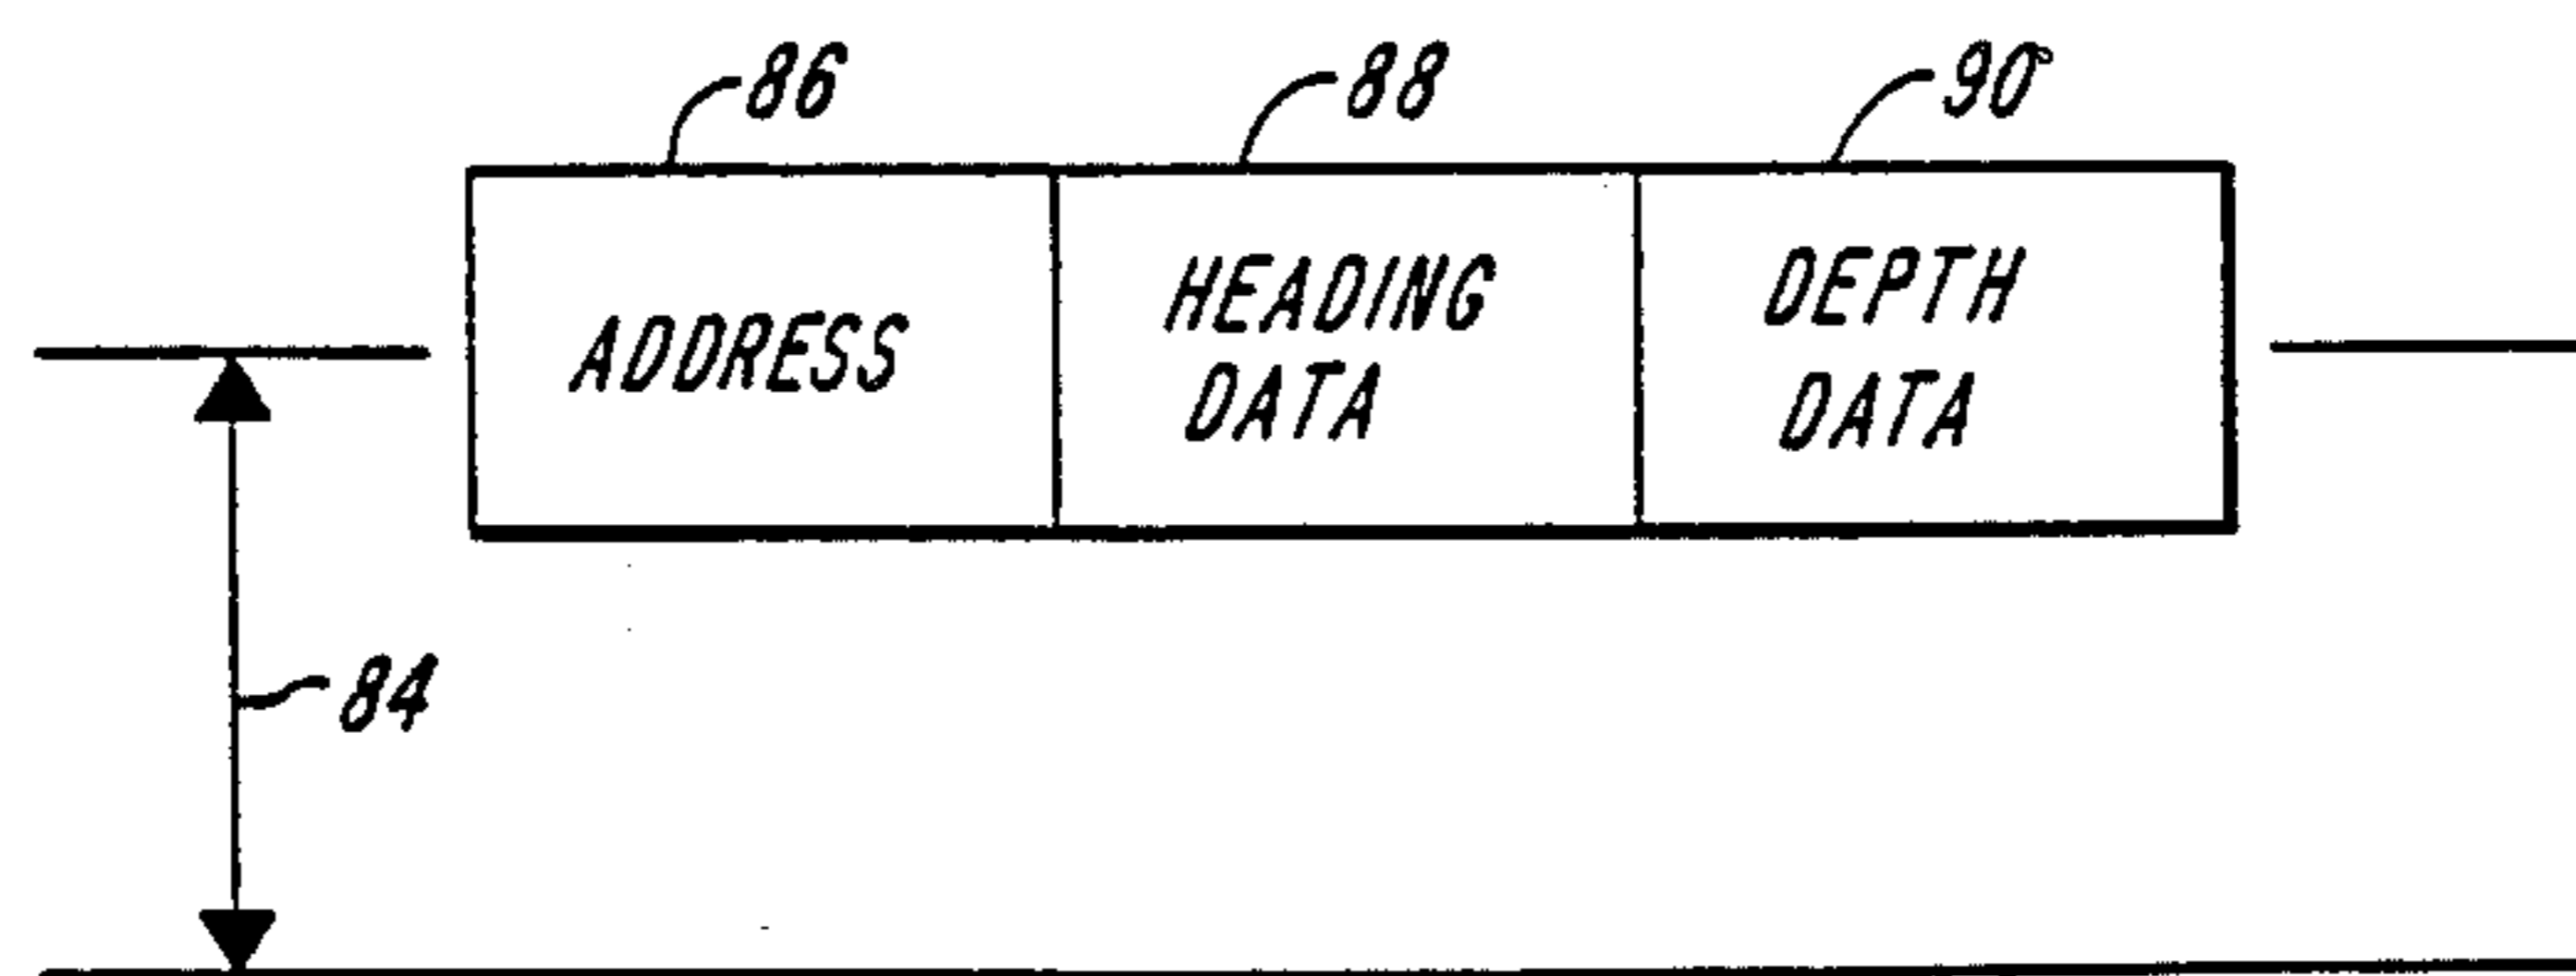 86 88 90
ADDRESS
HEADING
DATA
DEPTH
DATA
84